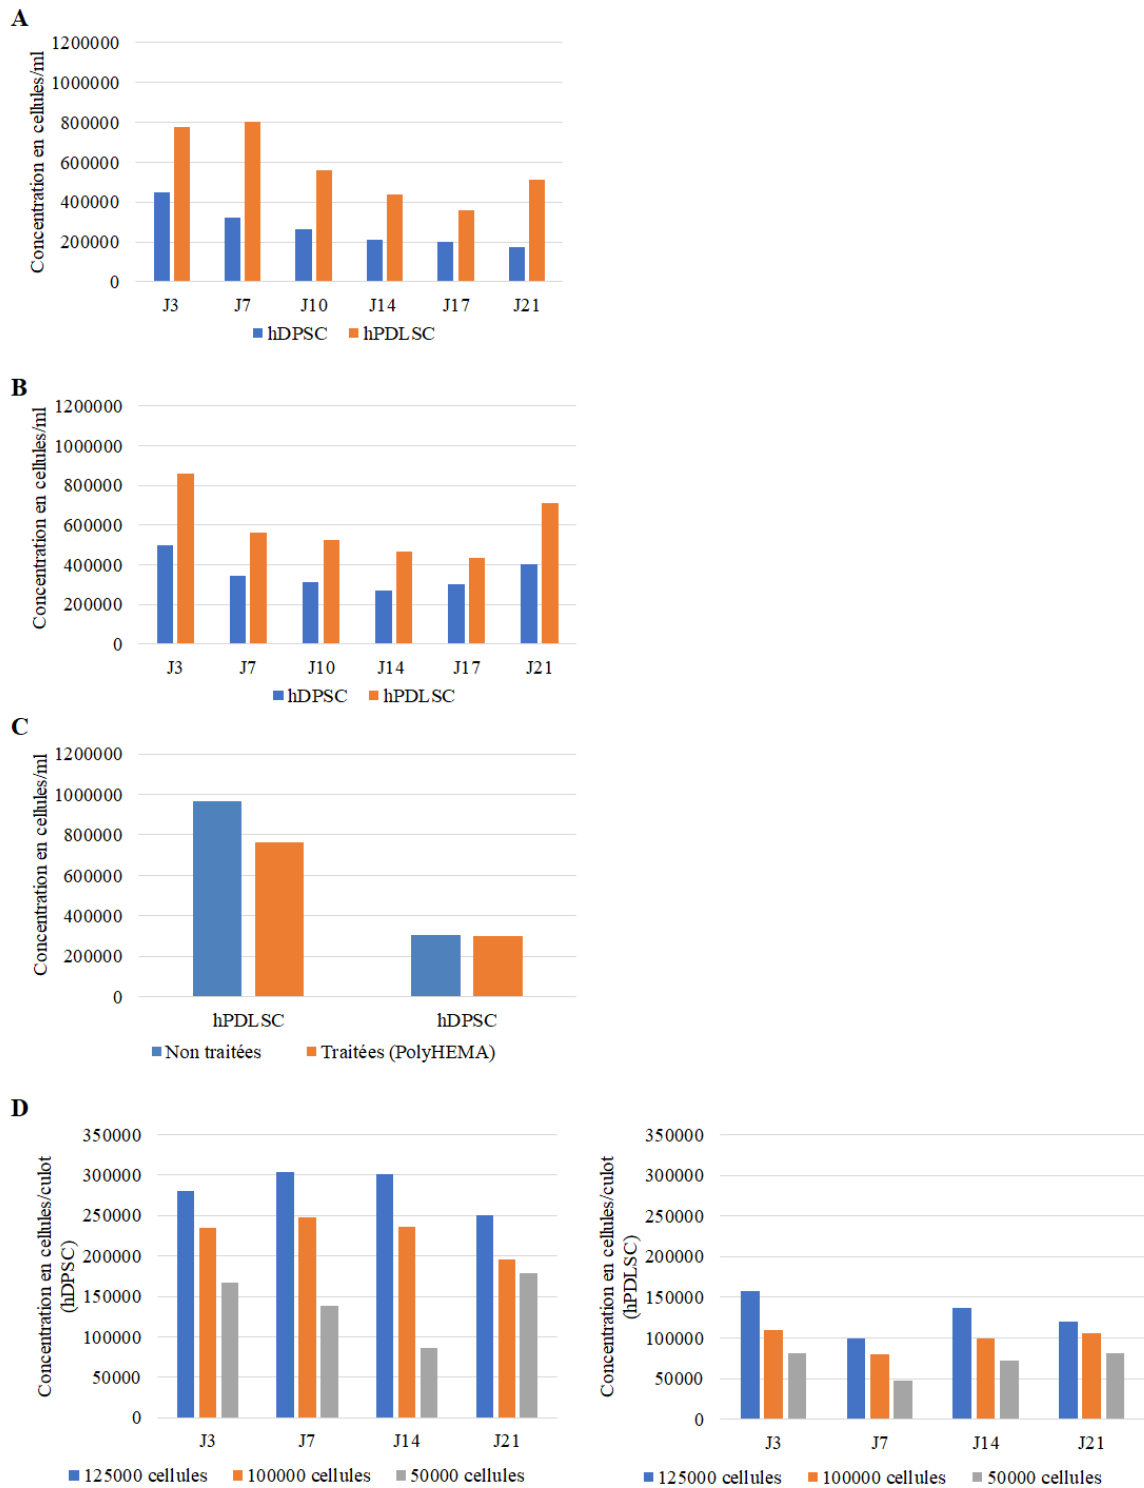 A
Concentration en cellules/ml
1200000
1000000
800000
600000
400000
200000
0
J3 J7 J10 J14 J17 J21
hDPSC hPDLSC
B
Concentration en cellules/ml
1200000
1000000
800000
600000
400000
200000
0
J3 J7 J10 J14 J17 J21
hDPSC hPDLSC
C
Concentration en cellules/ml
1200000
1000000
800000
600000
400000
200000
0
hPDLSC hDPSC
Non traitées Traitées (PolyHEMA)
D
Concentration en cellules/culot
(hDPSC)
350000
300000
250000
200000
150000
100000
50000
0
J3 J7 J14 J21
125000 cellules 100000 cellules 50000 cellules
Concentration en cellules/culot
(hPDLSC)
350000
300000
250000
200000
150000
100000
50000
0
J3 J7 J14 J21
125000 cellules 100000 cellules 50000 cellules